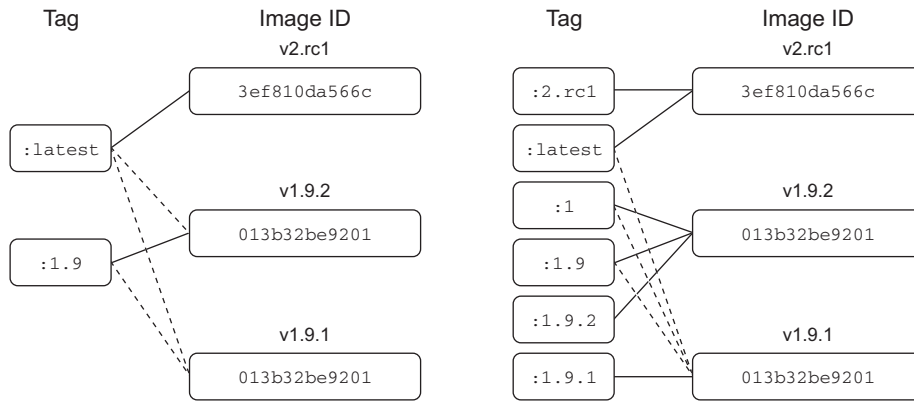 Tag
Image ID
v2.rc1
3ef810da566c
:latest
v1.9.2
013b32be9201
:1.9
v1.9.1
013b32be9201
Tag
Image ID
v2.rc1
:2.rc1
3ef810da566c
:latest
v1.9.2
:1
013b32be9201
:1.9
:1.9.2
v1.9.1
:1.9.1
013b32be9201